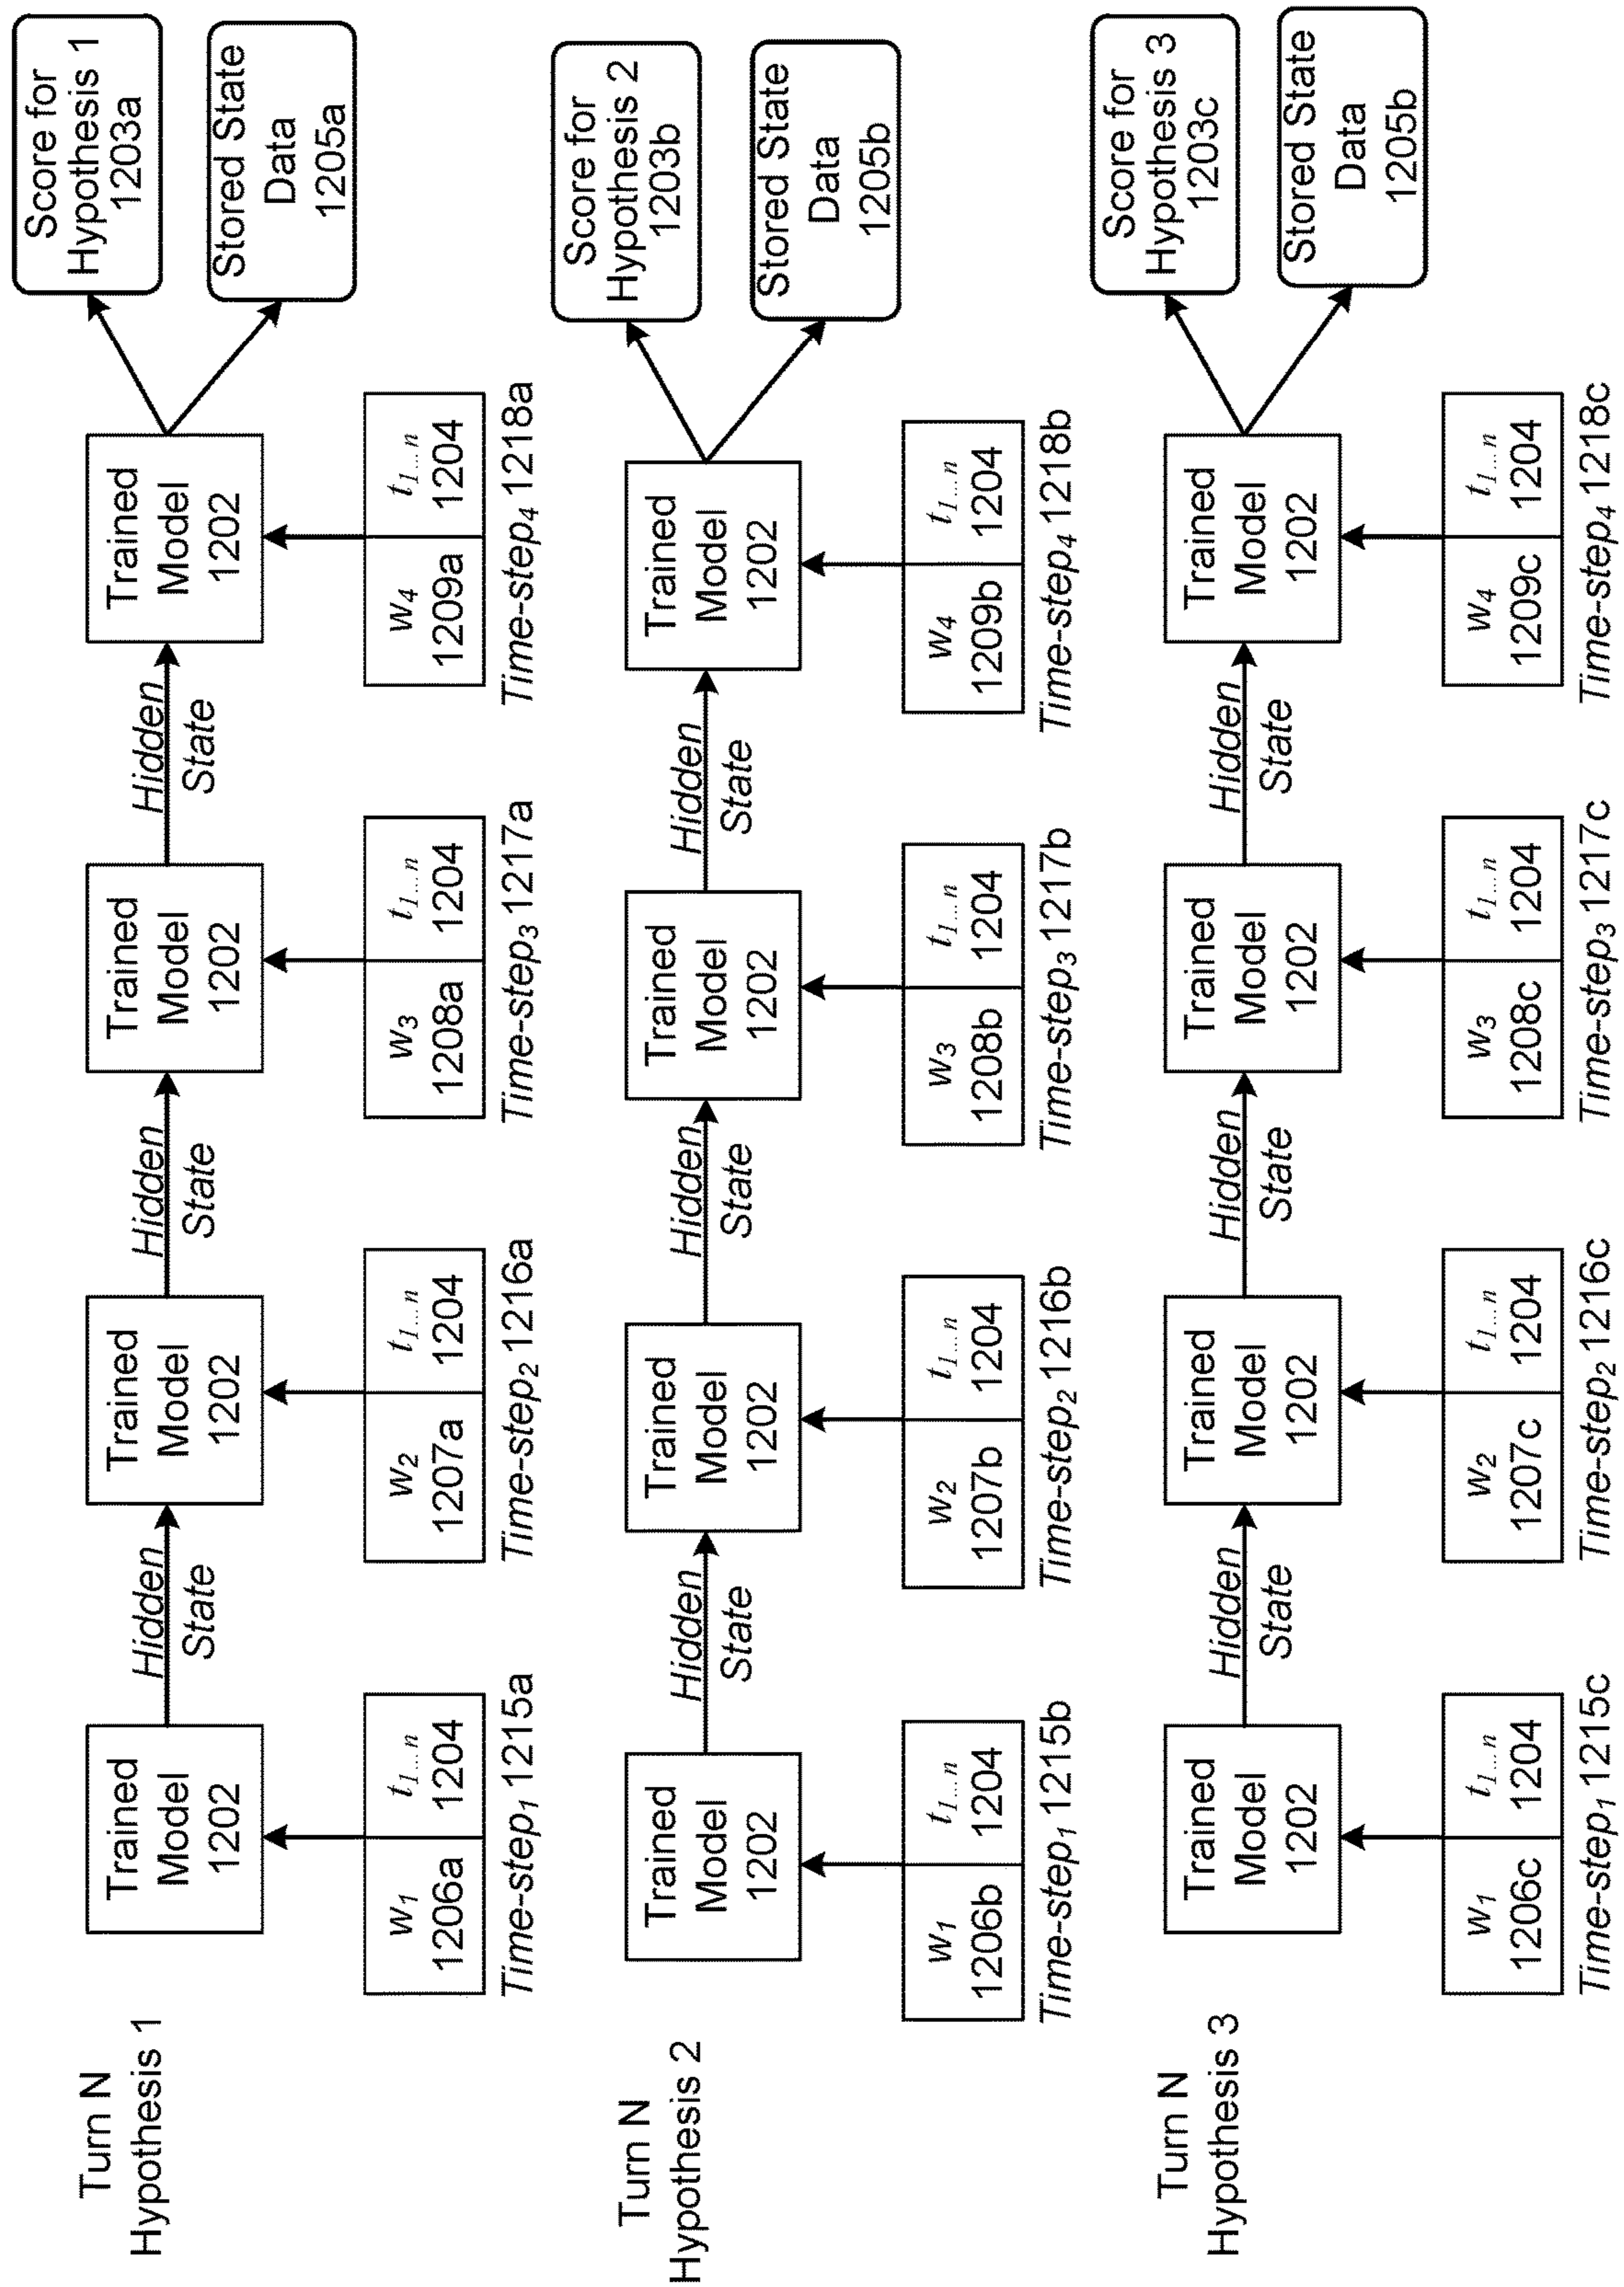 Turn N
Hypothesis 1
Trained
Model
1202
Hidden
State
Trained
Model
1202
Hidden
State
Trained
Model
1202
Hidden
State
Trained
Model
1202
Score for
Hypothesis 1
1203a
Stored State
Data
1205a
w1
1206a
t1...n
1204
w2
1207a
t1...n
1204
w3
1208a
t1...n
1204
w4
1209a
t1...n
1204
Time-step1 1215a
Time-step2 1216a
Time-step3 1217a
Time-step4 1218a
Turn N
Hypothesis 2
Trained
Model
1202
Hidden
State
Trained
Model
1202
Hidden
State
Trained
Model
1202
Hidden
State
Trained
Model
1202
Score for
Hypothesis 2
1203b
Stored State
Data
1205b
w1
1206b
t1...n
1204
w2
1207b
t1...n
1204
w3
1208b
t1...n
1204
w4
1209b
t1...n
1204
Time-step1 1215b
Time-step2 1216b
Time-step3 1217b
Time-step4 1218b
Turn N
Hypothesis 3
Trained
Model
1202
Hidden
State
Trained
Model
1202
Hidden
State
Trained
Model
1202
Hidden
State
Trained
Model
1202
Score for
Hypothesis 3
1203c
Stored State
Data
1205b
w1
1206c
t1...n
1204
w2
1207c
t1...n
1204
w3
1208c
t1...n
1204
w4
1209c
t1...n
1204
Time-step1 1215c
Time-step2 1216c
Time-step3 1217c
Time-step4 1218c